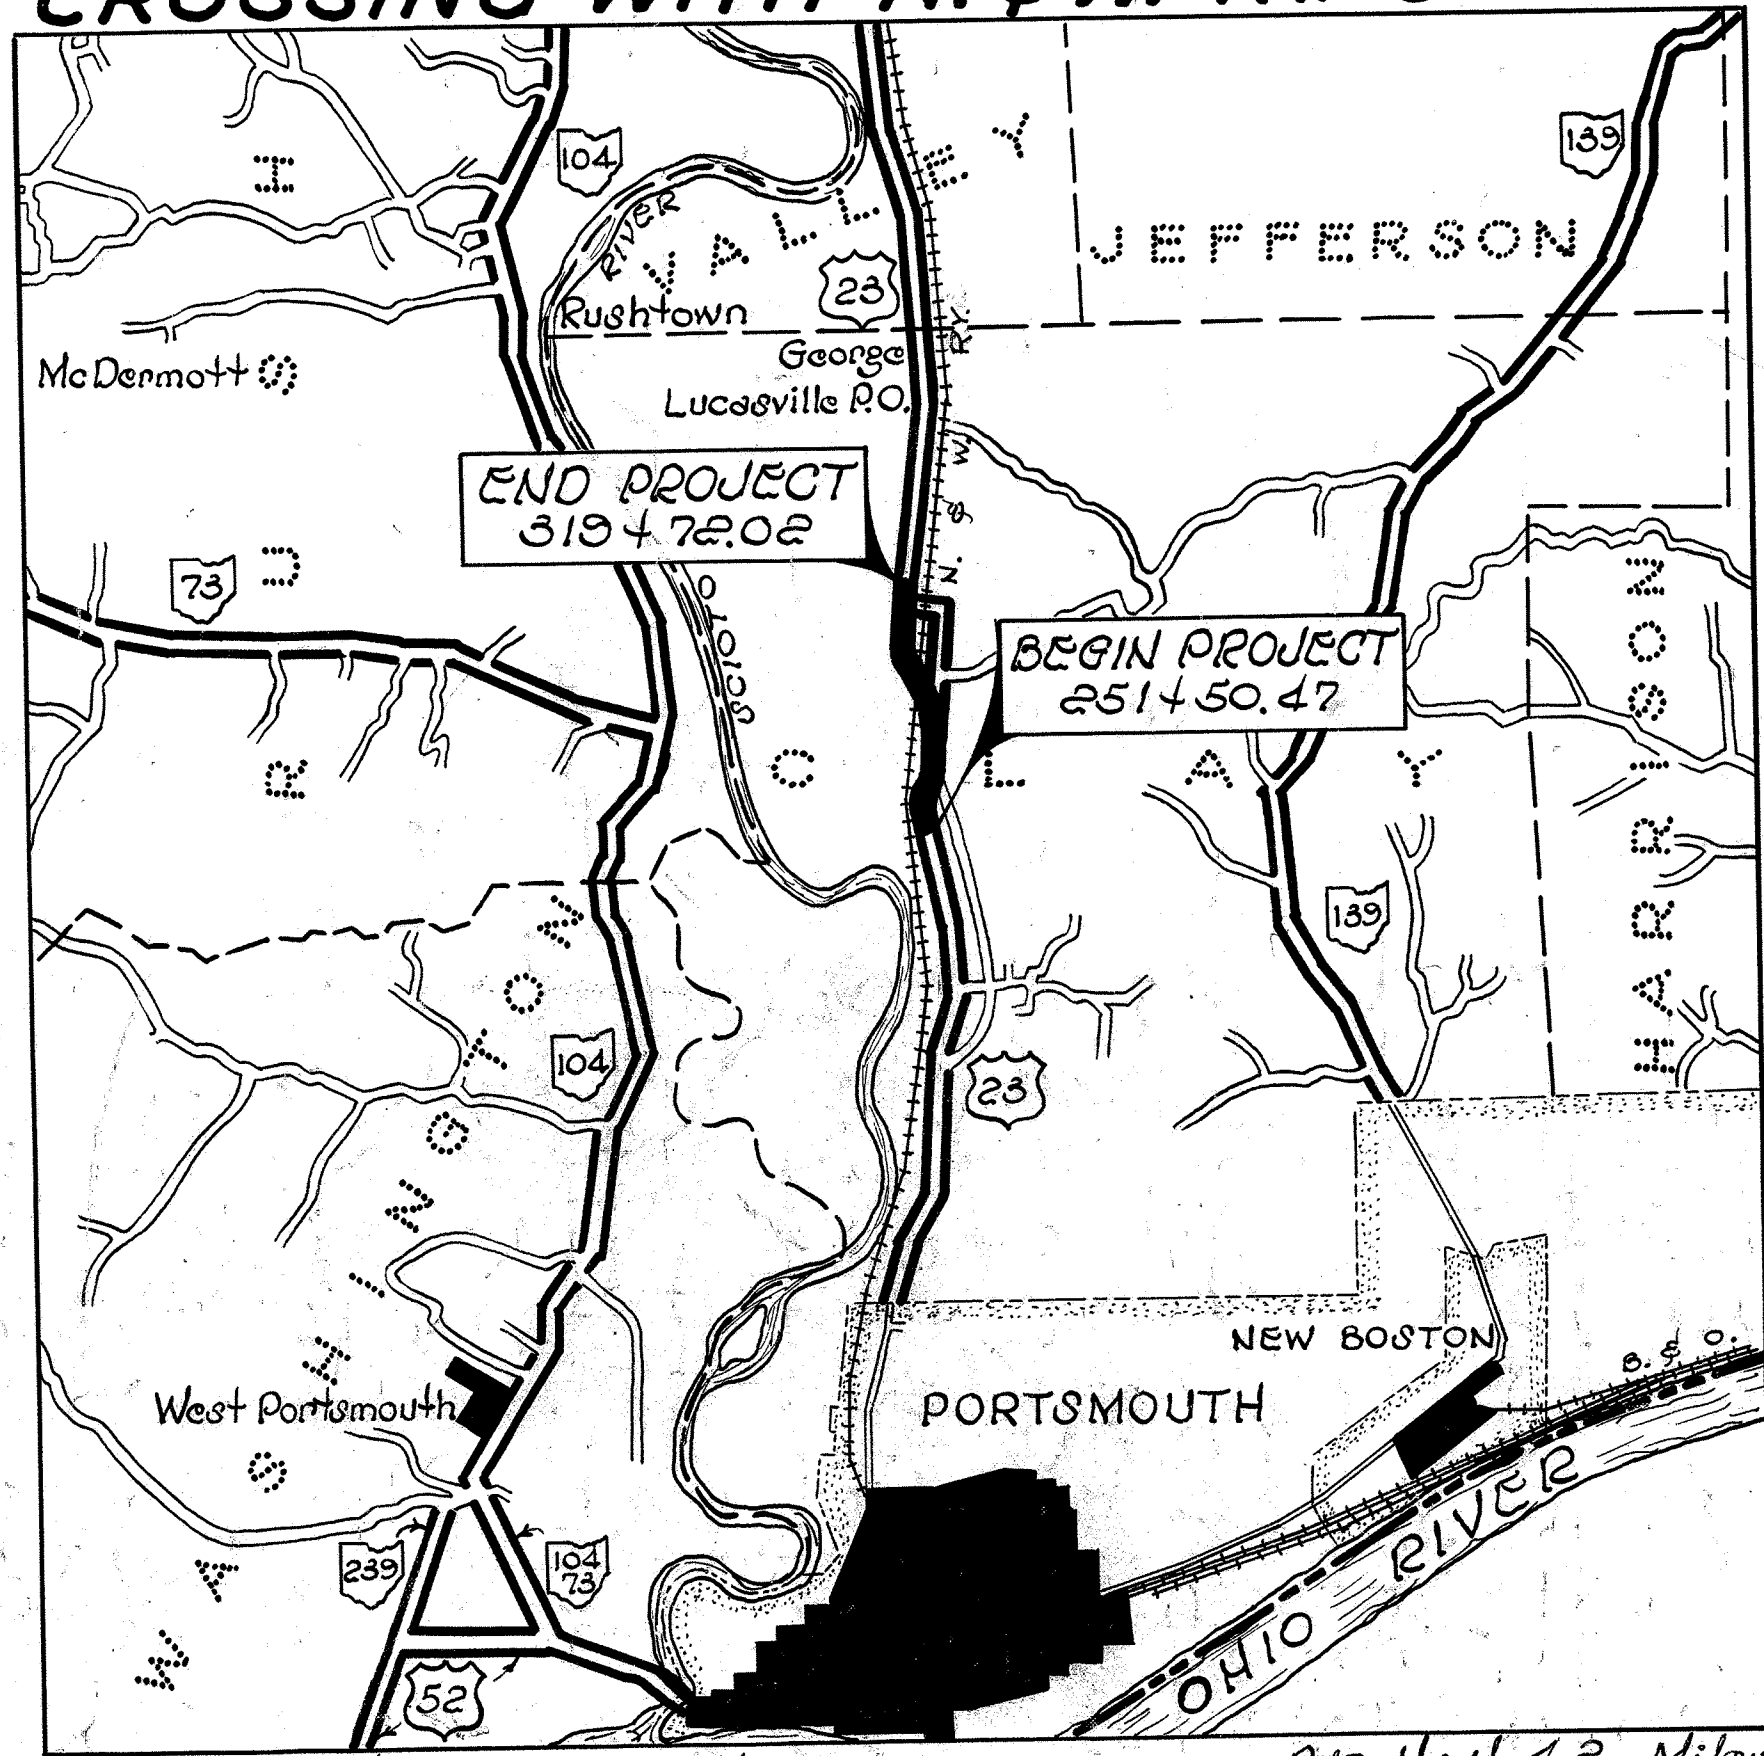 CROSSING WITH
104
139
RIVER
VALLEY
JEFFERSON
23
Rushtown
George
McDermott
Lucasville P.O.
RUSH
N. & W. RY.
END PROJECT
319+72.02
73
SCIOTO
BEGIN PROJECT
251+50.47
CLAY
HARRISON
139
104
23
WASHINGTON
NEW BOSTON
B. & O.
West Portsmouth
PORTSMOUTH
OHIO RIVER
239
104
73
52